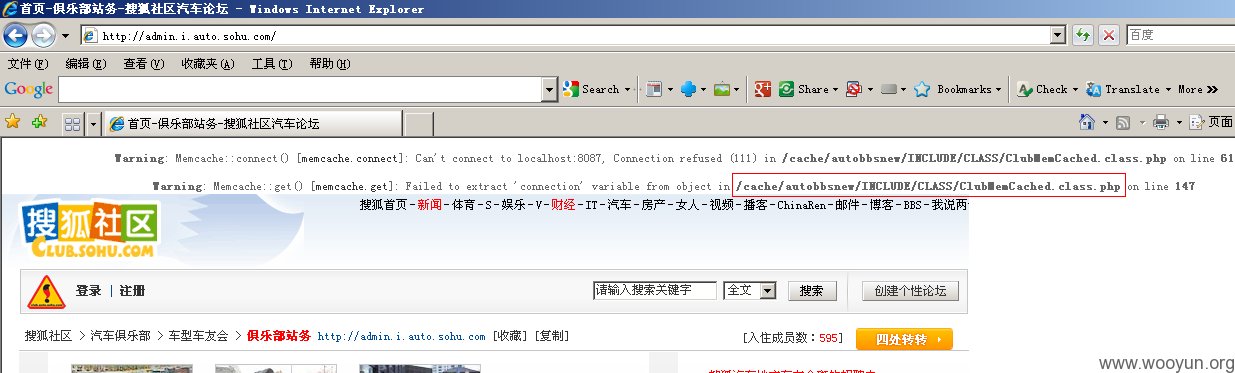 首页-俱乐部站务-搜狐社区汽车论坛 - Windows Internet Explorer
http://admin.i.auto.sohu.com/
百度
文件(F) 编辑(E) 查看(V) 收藏夹(A) 工具(T) 帮助(H)
Google Search Share Bookmarks Check Translate More »
首页-俱乐部站务-搜狐社区汽车论坛 页面
Warning: Memcache::connect() [memcache.connect]: Can't connect to localhost:8087, Connection refused (111) in /cache/autobbsnew/INCLUDE/CLASS/ClubMemCached.class.php on line 61
Warning: Memcache::get() [memcache.get]: Failed to extract 'connection' variable from object in /cache/autobbsnew/INCLUDE/CLASS/ClubMemCached.class.php on line 147
搜狐社区
CLUB.SOHU.COM
搜狐首页-新闻-体育-S-娱乐-V-财经-IT-汽车-房产-女人-视频-播客-ChinaRen-邮件-博客-BBS-我说两
登录 | 注册 请输入搜索关键字 全文 搜索 创建个性论坛
搜狐社区 > 汽车俱乐部 > 车型车友会 > 俱乐部站务 http://admin.i.auto.sohu.com [收藏] [复制] [入住成员数:595] 四处转转
www.wooyun.org